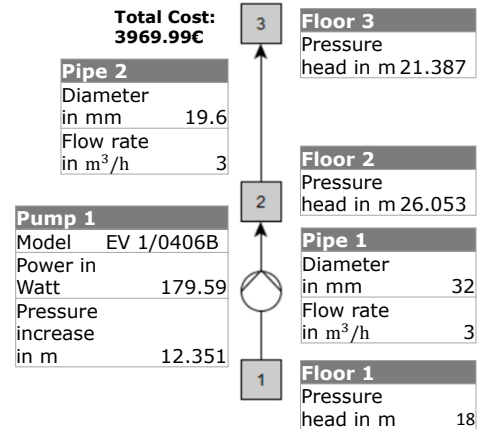 Total Cost:
3969.99€
3
Floor 3
Pressure
head in m 21.387
Pipe 2
Diameter
in mm 19.6
Flow rate
in m³/h 3
Floor 2
Pressure
head in m 26.053
2
Pump 1
Model EV 1/0406B
Power in
Watt 179.59
Pressure
increase
in m 12.351
Pipe 1
Diameter
in mm 32
Flow rate
in m³/h 3
1
Floor 1
Pressure
head in m 18